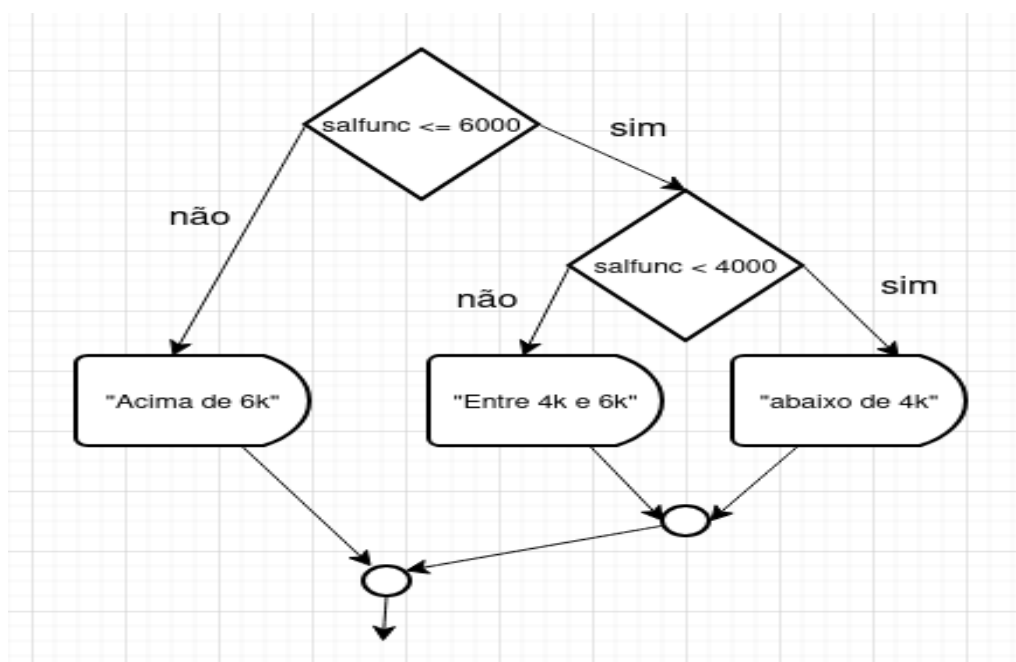 salfunc <= 6000
sim
não
salfunc < 4000
não
sim
"Acima de 6k"
"Entre 4k e 6k"
"abaixo de 4k"